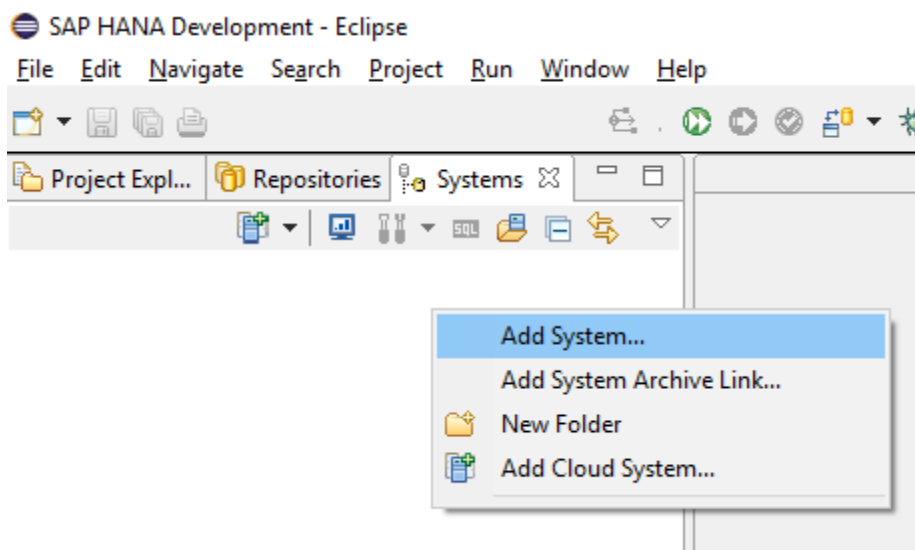 SAP HANA Development - Eclipse
File Edit Navigate Search Project Run Window Help
Project Expl... Repositories Systems
SQL
Add System...
Add System Archive Link...
New Folder
Add Cloud System...